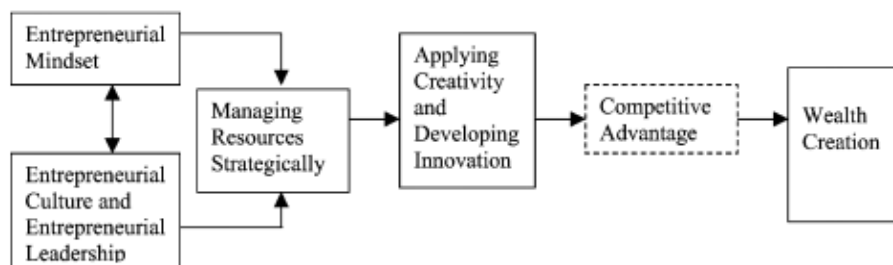 Entrepreneurial
Mindset
Entrepreneurial
Culture and
Entrepreneurial
Leadership
Managing
Resources
Strategically
Applying
Creativity
and
Developing
Innovation
Competitive
Advantage
Wealth
Creation